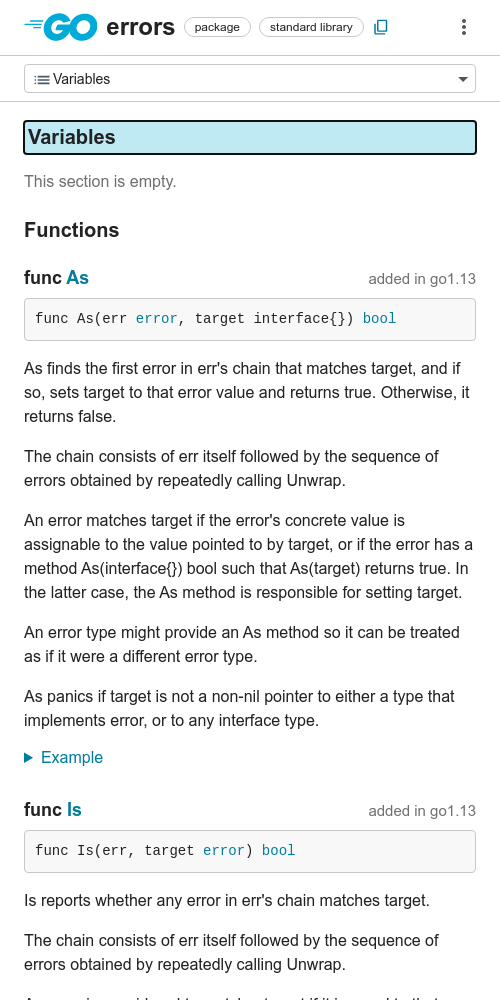 GO errors package standard library
Variables
Variables
This section is empty.
Functions
func As added in go1.13
func As(err error, target interface{}) bool
As finds the first error in err's chain that matches target, and if
so, sets target to that error value and returns true. Otherwise, it
returns false.
The chain consists of err itself followed by the sequence of
errors obtained by repeatedly calling Unwrap.
An error matches target if the error's concrete value is
assignable to the value pointed to by target, or if the error has a
method As(interface{}) bool such that As(target) returns true. In
the latter case, the As method is responsible for setting target.
An error type might provide an As method so it can be treated
as if it were a different error type.
As panics if target is not a non-nil pointer to either a type that
implements error, or to any interface type.
Example
func Is added in go1.13
func Is(err, target error) bool
Is reports whether any error in err's chain matches target.
The chain consists of err itself followed by the sequence of
errors obtained by repeatedly calling Unwrap.